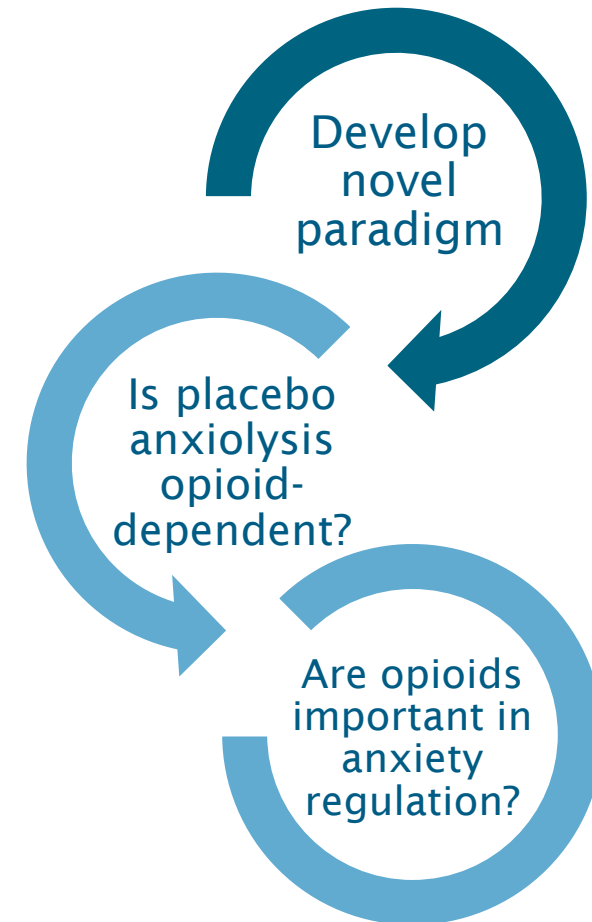 Develop
novel
paradigm
Is placebo
anxiolysis
opioid-
dependent?
Are opioids
important in
anxiety
regulation?